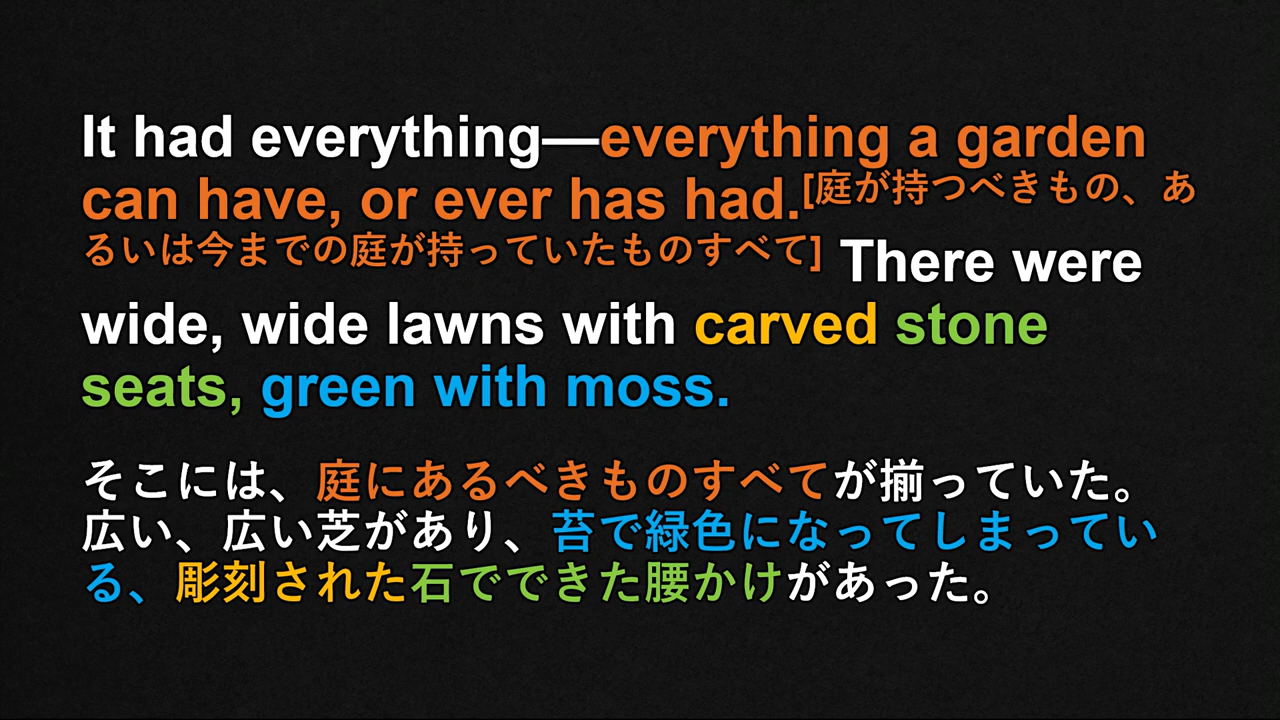 It had everything—everything a garden
can have, or ever has had.[庭が持つべきもの、あ
るいは今までの庭が持っていたものすべて] There were
wide, wide lawns with carved stone
seats, green with moss.
そこには、庭にあるべきものすべてが揃っていた。
広い、広い芝があり、苔で緑色になってしまってい
る、彫刻された石でできた腰かけがあった。